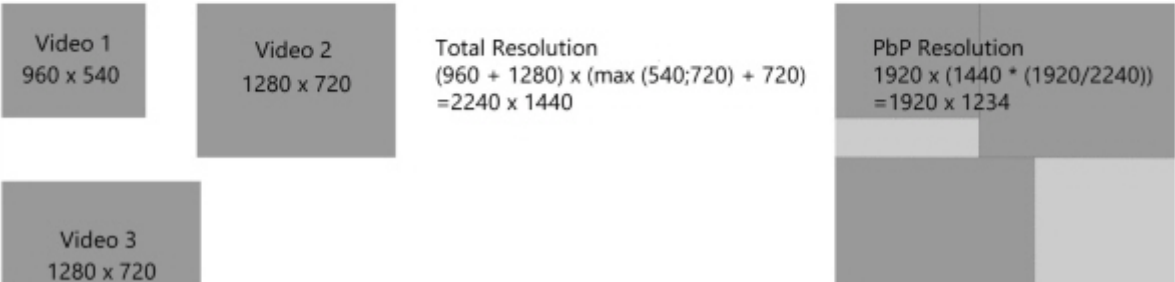 Video 1
960 x 540
Video 2
1280 x 720
Total Resolution
(960 + 1280) x (max (540;720) + 720)
=2240 x 1440
PbP Resolution
1920 x (1440 * (1920/2240))
=1920 x 1234
Video 3
1280 x 720